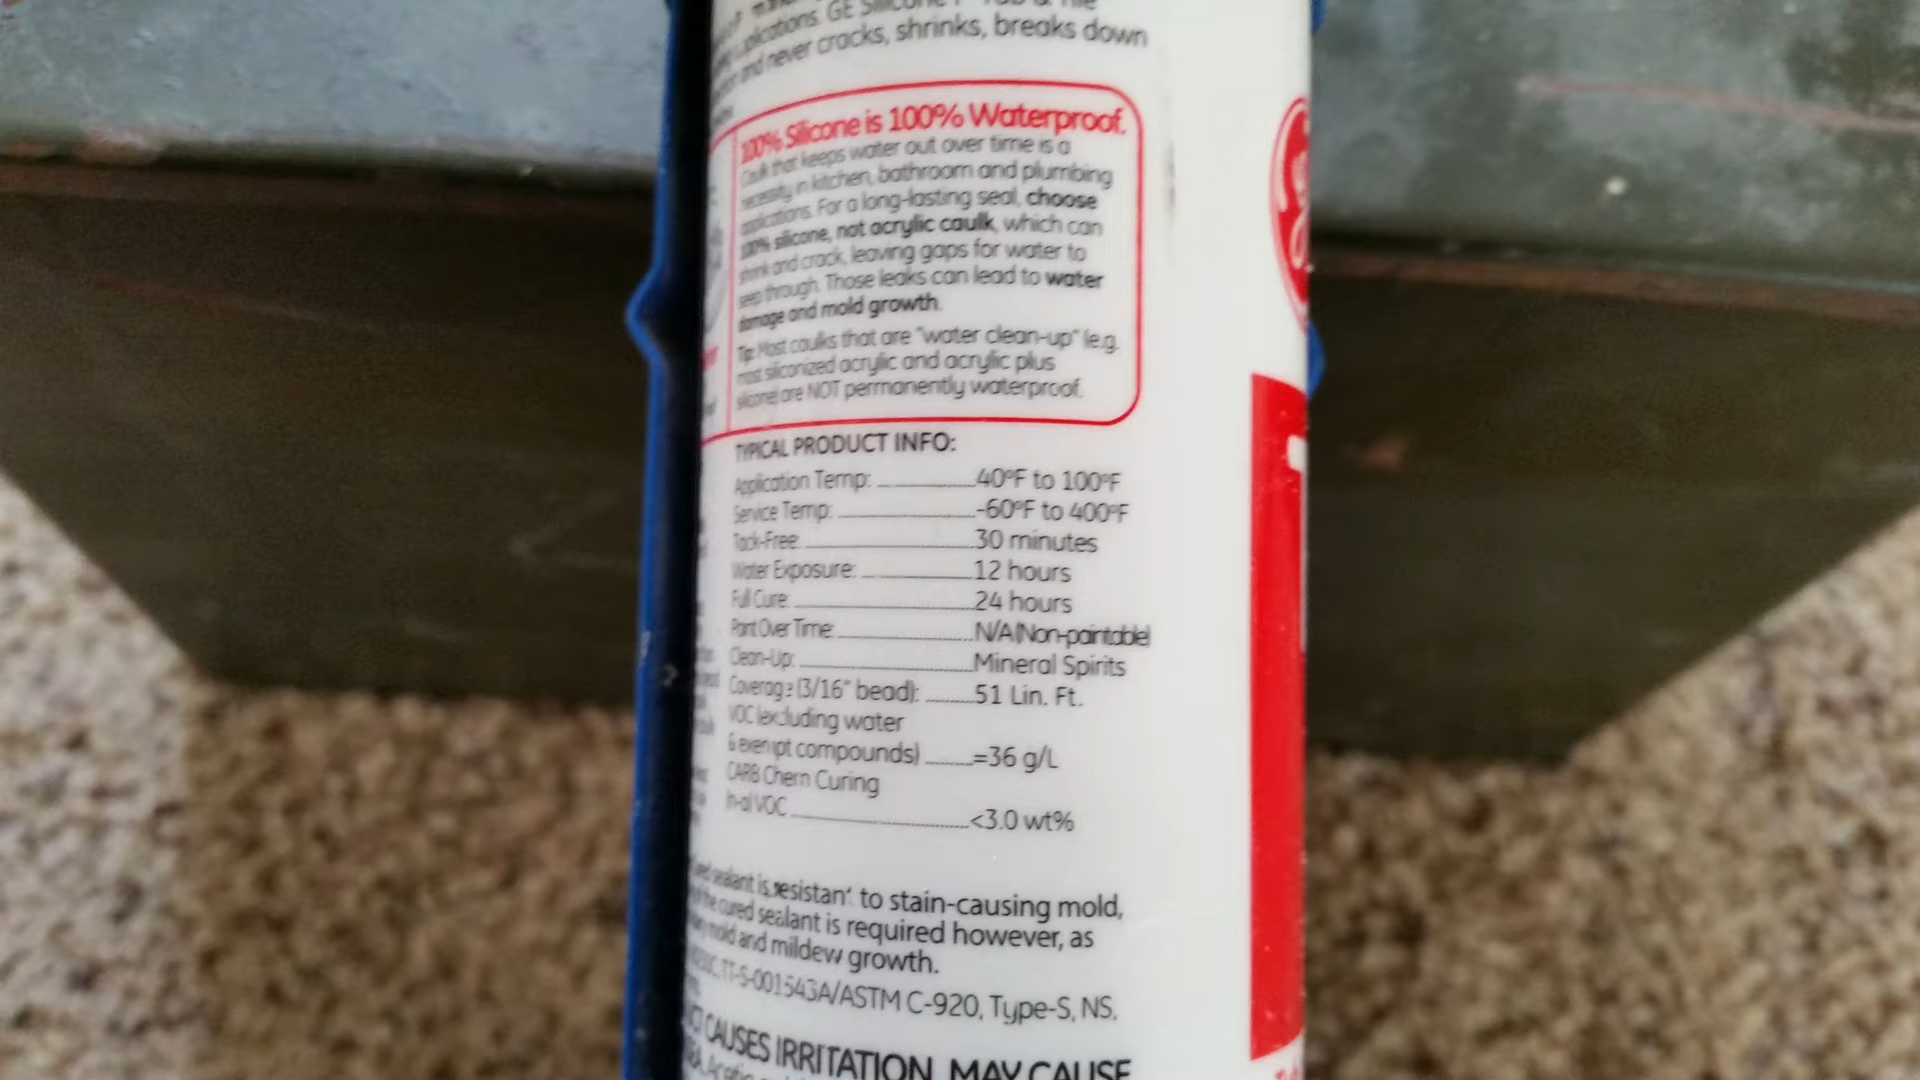 applications. GE Silicone
and never cracks, shrinks, breaks down
100% Silicone is 100% Waterproof.
Caulk that keeps water out over time is a
necessity in kitchen, bathroom and plumbing
applications. For a long-lasting seal, choose
100% silicone, not acrylic caulk, which can
shrink and crack, leaving gaps for water to
seep through. Those leaks can lead to water
damage and mold growth.
Tip: Most caulks that are "water clean-up" (e.g.
most siliconized acrylic and acrylic plus
silicone) are NOT permanently waterproof.
TYPICAL PRODUCT INFO:
Application Temp: 40°F to 100°F
Service Temp: -60°F to 400°F
Tack-Free: 30 minutes
Water Exposure: 12 hours
Full Cure: 24 hours
Paint Over Time: N/A (Non-paintable)
Clean-Up: Mineral Spirits
Coverage (3/16" bead): 51 Lin. Ft.
VOC (excluding water
& exempt compounds) =36 g/L
CARB Chem Curing
VOC <3.0 wt%
sealant is resistant to stain-causing mold,
the cured sealant is required however, as
mold and mildew growth.
TT-S-001543A/ASTM C-920, Type-S, NS,
CAUSES IRRITATION. MAY CAUSE